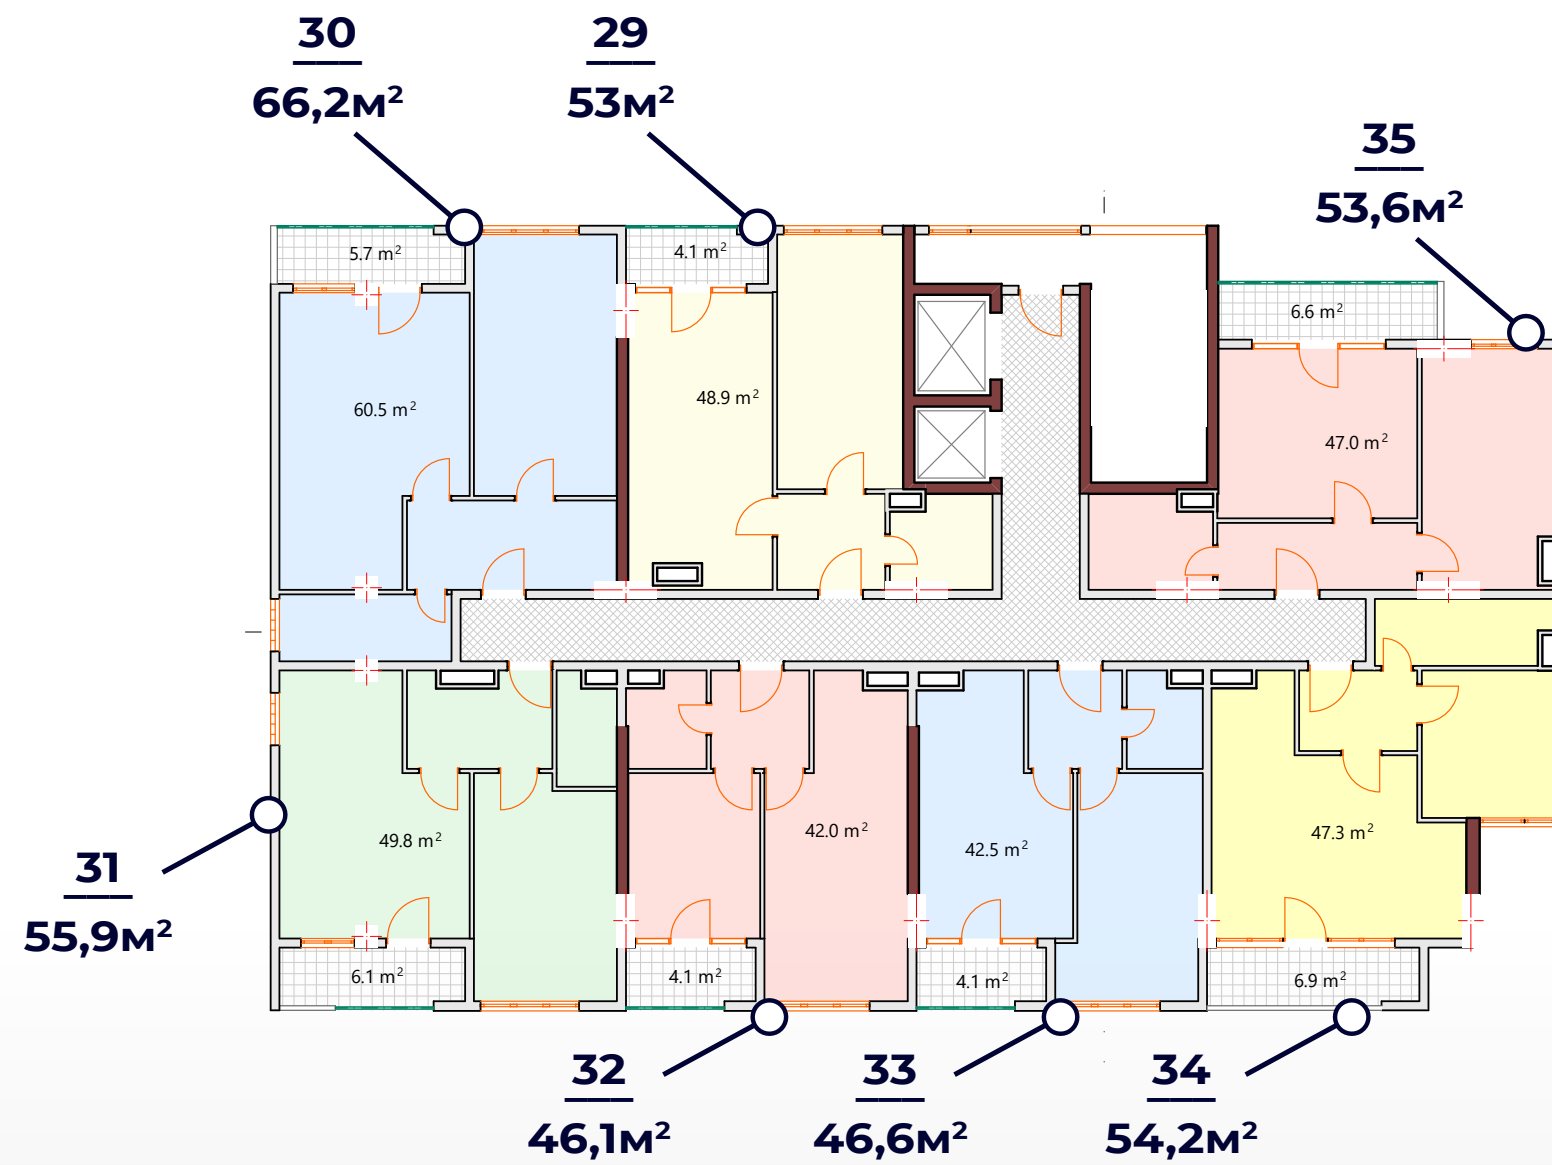 30
66,2м²
29
53м²
35
53,6м²
5.7 m²
4.1 m²
6.6 m²
60.5 m²
48.9 m²
47.0 m²
49.8 m²
42.0 m²
42.5 m²
47.3 m²
31
55,9м²
6.1 m²
4.1 m²
4.1 m²
6.9 m²
32
46,1м²
33
46,6м²
34
54,2м²